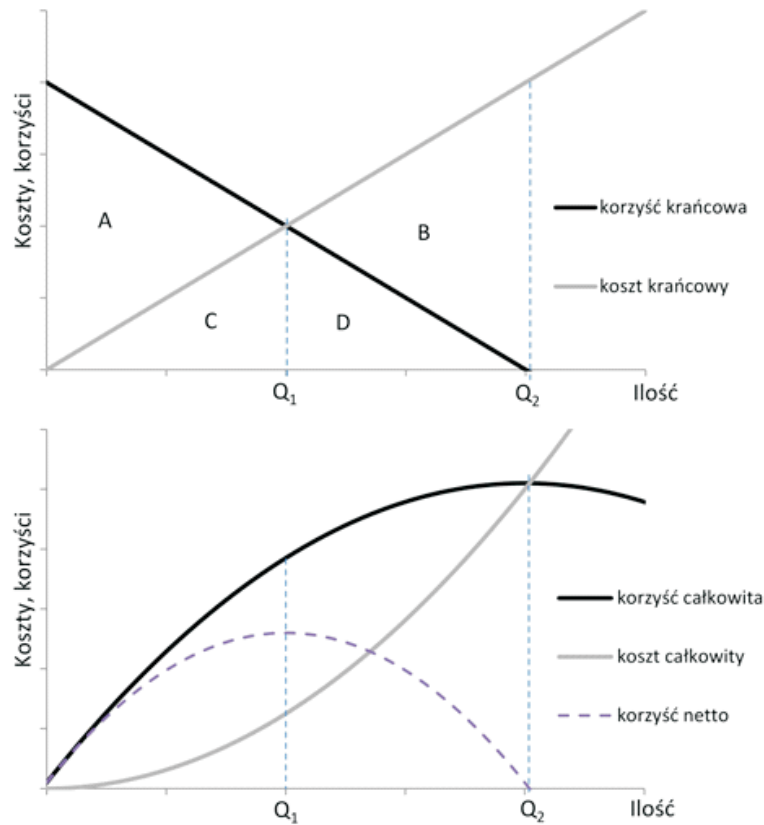 Koszty, korzyści
A
B
C
D
korzyść krańcowa
koszt krańcowy
Q₁
Q₂
Ilość
Koszty, korzyści
korzyść całkowita
koszt całkowity
korzyść netto
Q₁
Q₂
Ilość